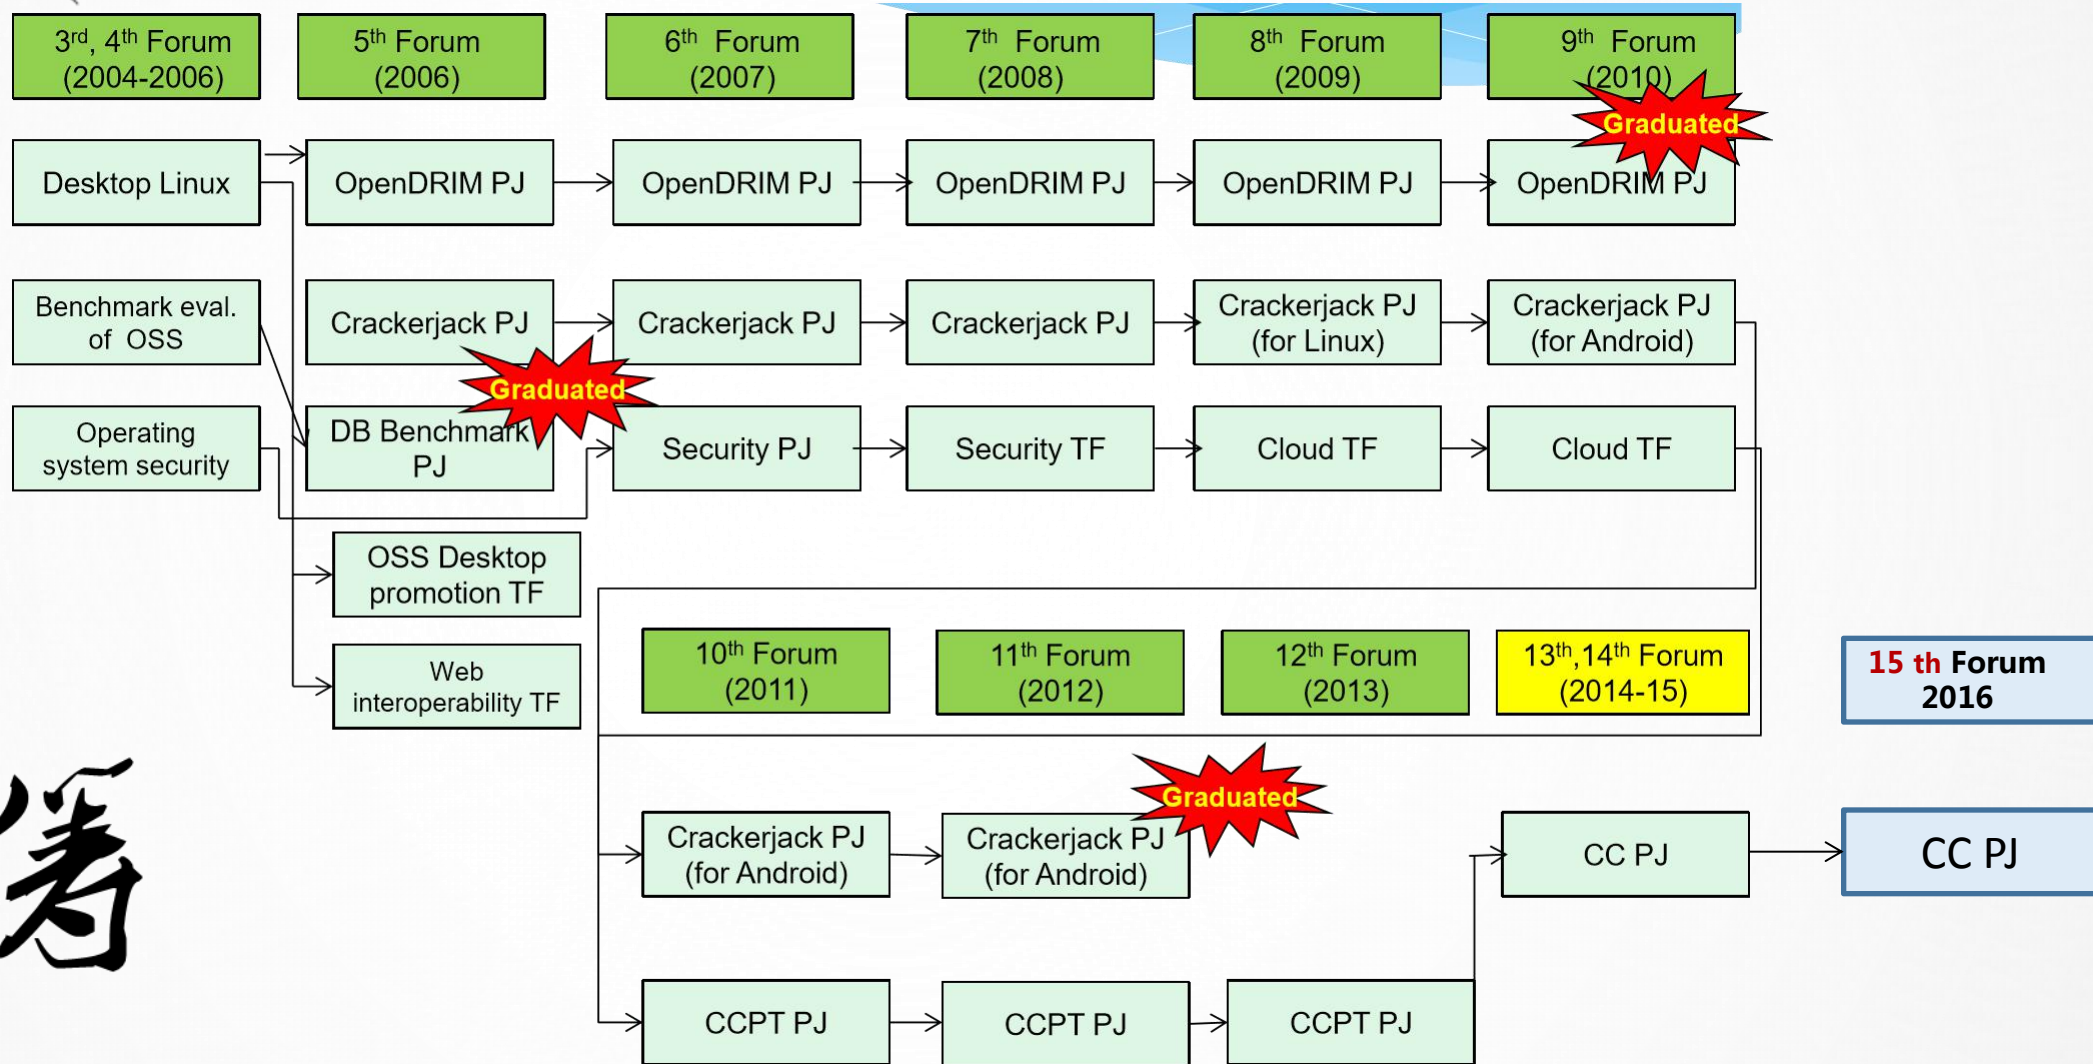 3rd, 4th Forum
(2004-2006)
5th Forum
(2006)
6th Forum
(2007)
7th Forum
(2008)
8th Forum
(2009)
9th Forum
(2010)
Graduated
Desktop Linux
OpenDRIM PJ
OpenDRIM PJ
OpenDRIM PJ
OpenDRIM PJ
OpenDRIM PJ
Benchmark eval.
of OSS
Crackerjack PJ
Crackerjack PJ
Crackerjack PJ
Crackerjack PJ
(for Linux)
Crackerjack PJ
(for Android)
Graduated
Operating
system security
DB Benchmark
PJ
Security PJ
Security TF
Cloud TF
Cloud TF
OSS Desktop
promotion TF
Web
interoperability TF
10th Forum
(2011)
11th Forum
(2012)
12th Forum
(2013)
13th,14th Forum
(2014-15)
15 th Forum
2016
Graduated
Crackerjack PJ
(for Android)
Crackerjack PJ
(for Android)
CC PJ
CC PJ
CCPT PJ
CCPT PJ
CCPT PJ